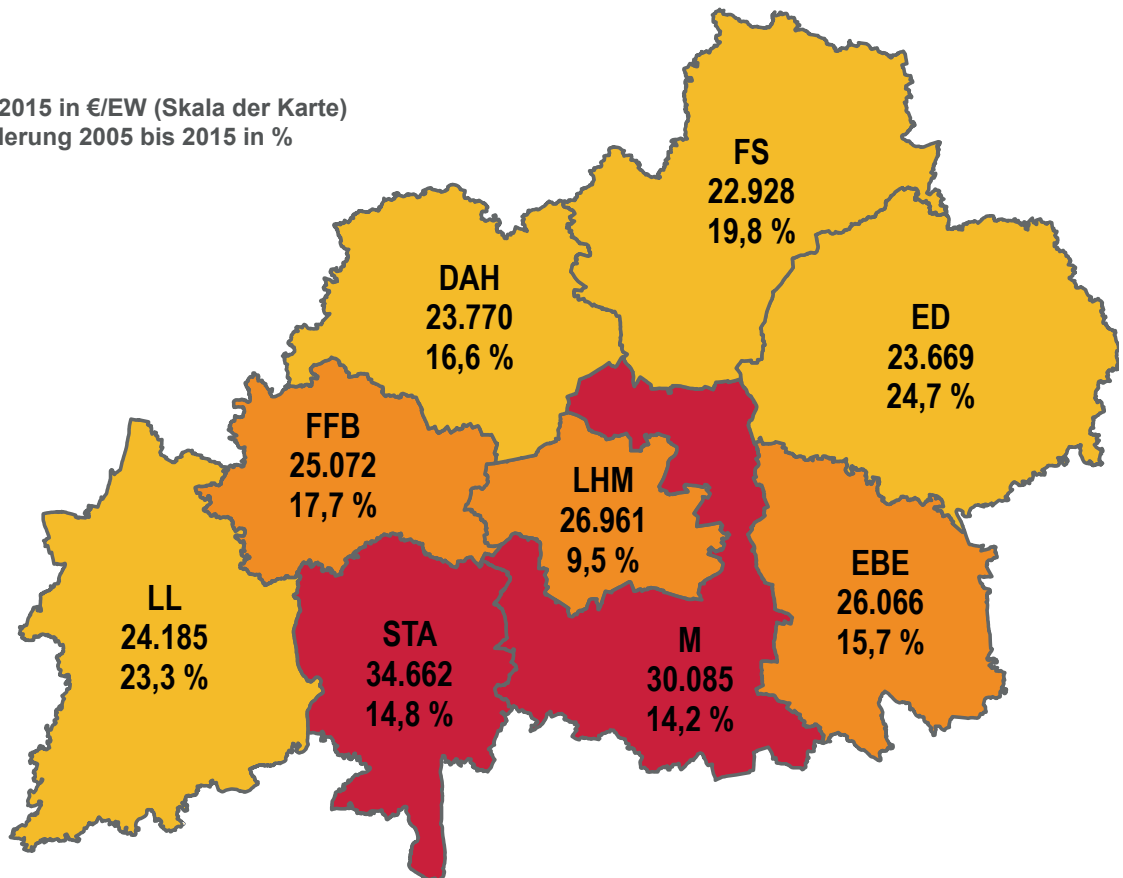 2015 in €/EW (Skala der Karte)
derung 2005 bis 2015 in %
FS
22.928
19,8 %
DAH
23.770
16,6 %
ED
23.669
24,7 %
FFB
25.072
17,7 %
LHM
26.961
9,5 %
EBE
26.066
15,7 %
LL
24.185
23,3 %
STA
34.662
14,8 %
M
30.085
14,2 %